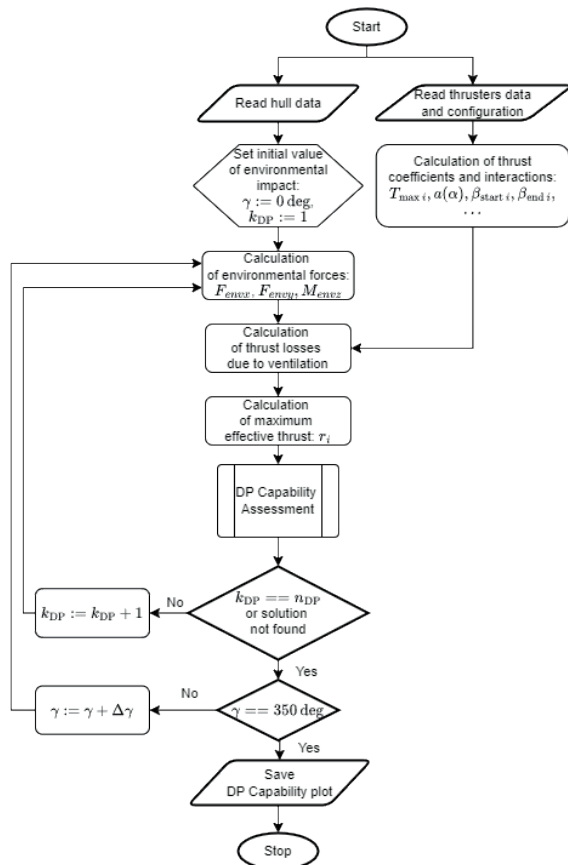 Start
Read hull data
Read thrusters data
and configuration
Set initial value
of environmental
impact:
γ := 0 deg,
k_DP := 1
Calculation of thrust
coefficients and interactions:
T_max i, a(α), β_start i, β_end i,
...
Calculation
of environmental forces:
F_envx, F_envy, M_envz
Calculation
of thrust losses
due to ventilation
Calculation
of maximum
effective thrust: r_i
DP Capability
Assessment
k_DP == n_DP
or solution
not found
No
k_DP := k_DP + 1
Yes
γ == 350 deg
No
γ := γ + Δγ
Yes
Save
DP Capability plot
Stop